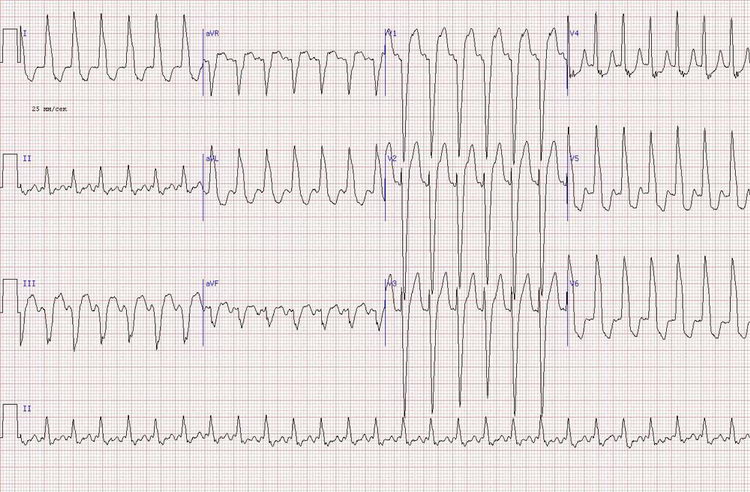 I aVR V1 V4
25 мм/сек
II aVL V2 V5
III aVF V3 V6
II